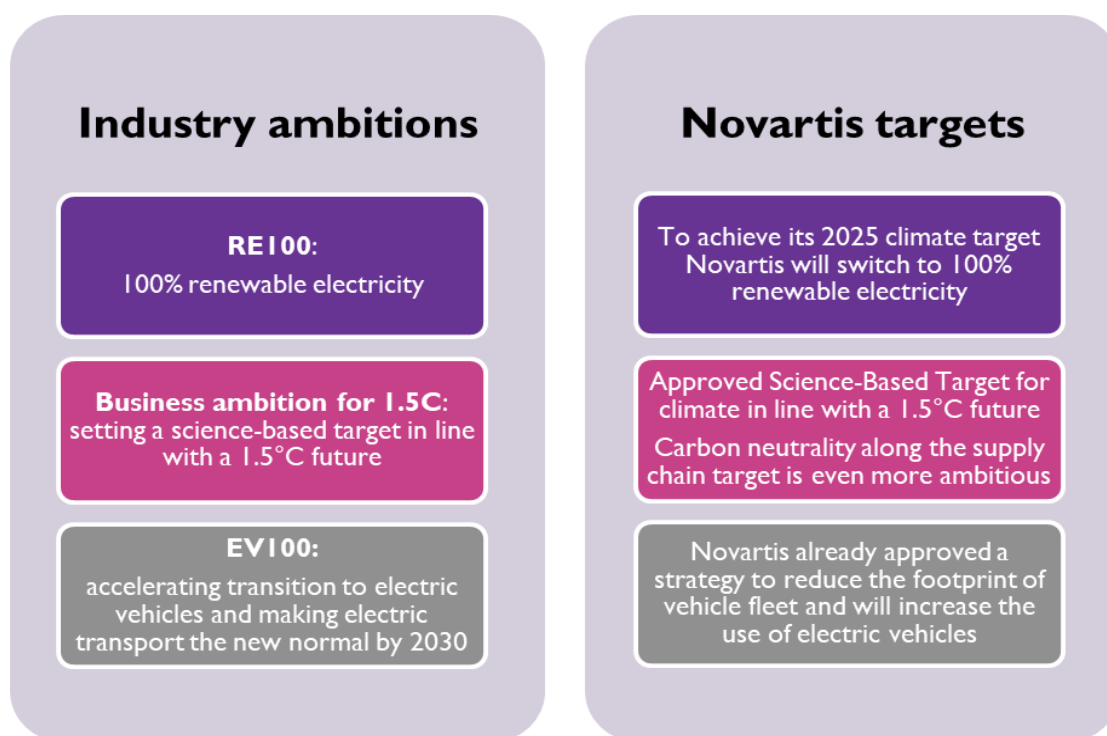 Industry ambitions
RE100:
100% renewable electricity
Business ambition for 1.5C:
setting a science-based target in line
with a 1.5°C future
EV100:
accelerating transition to electric
vehicles and making electric
transport the new normal by 2030
Novartis targets
To achieve its 2025 climate target
Novartis will switch to 100%
renewable electricity
Approved Science-Based Target for
climate in line with a 1.5°C future
Carbon neutrality along the supply
chain target is even more ambitious
Novartis already approved a
strategy to reduce the footprint of
vehicle fleet and will increase the
use of electric vehicles